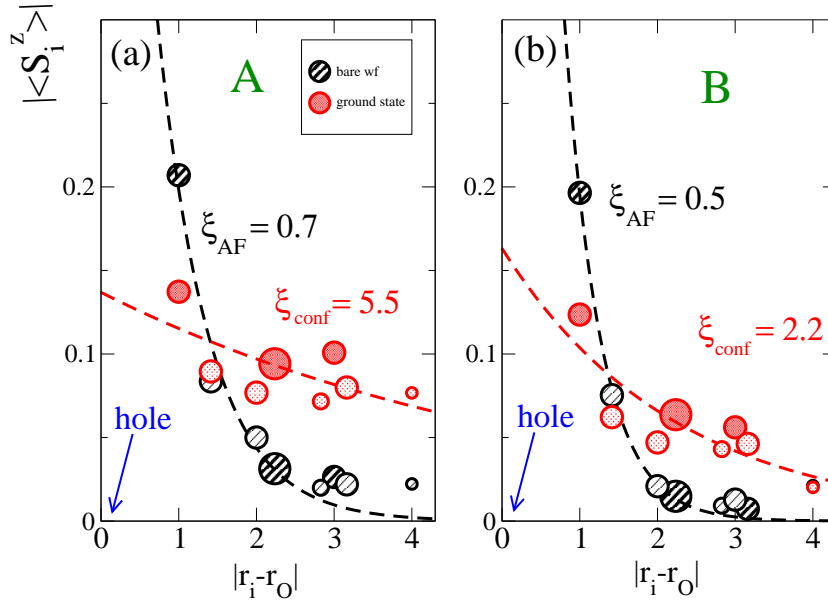 |<S_i^z>|
(a)
A
bare wf
ground state
ξ_AF = 0.7
ξ_conf = 5.5
hole
0.2
0.1
0
0 1 2 3 4
|r_i-r_O|
(b)
B
ξ_AF = 0.5
ξ_conf = 2.2
hole
0.2
0.1
0
0 1 2 3 4
|r_i-r_O|